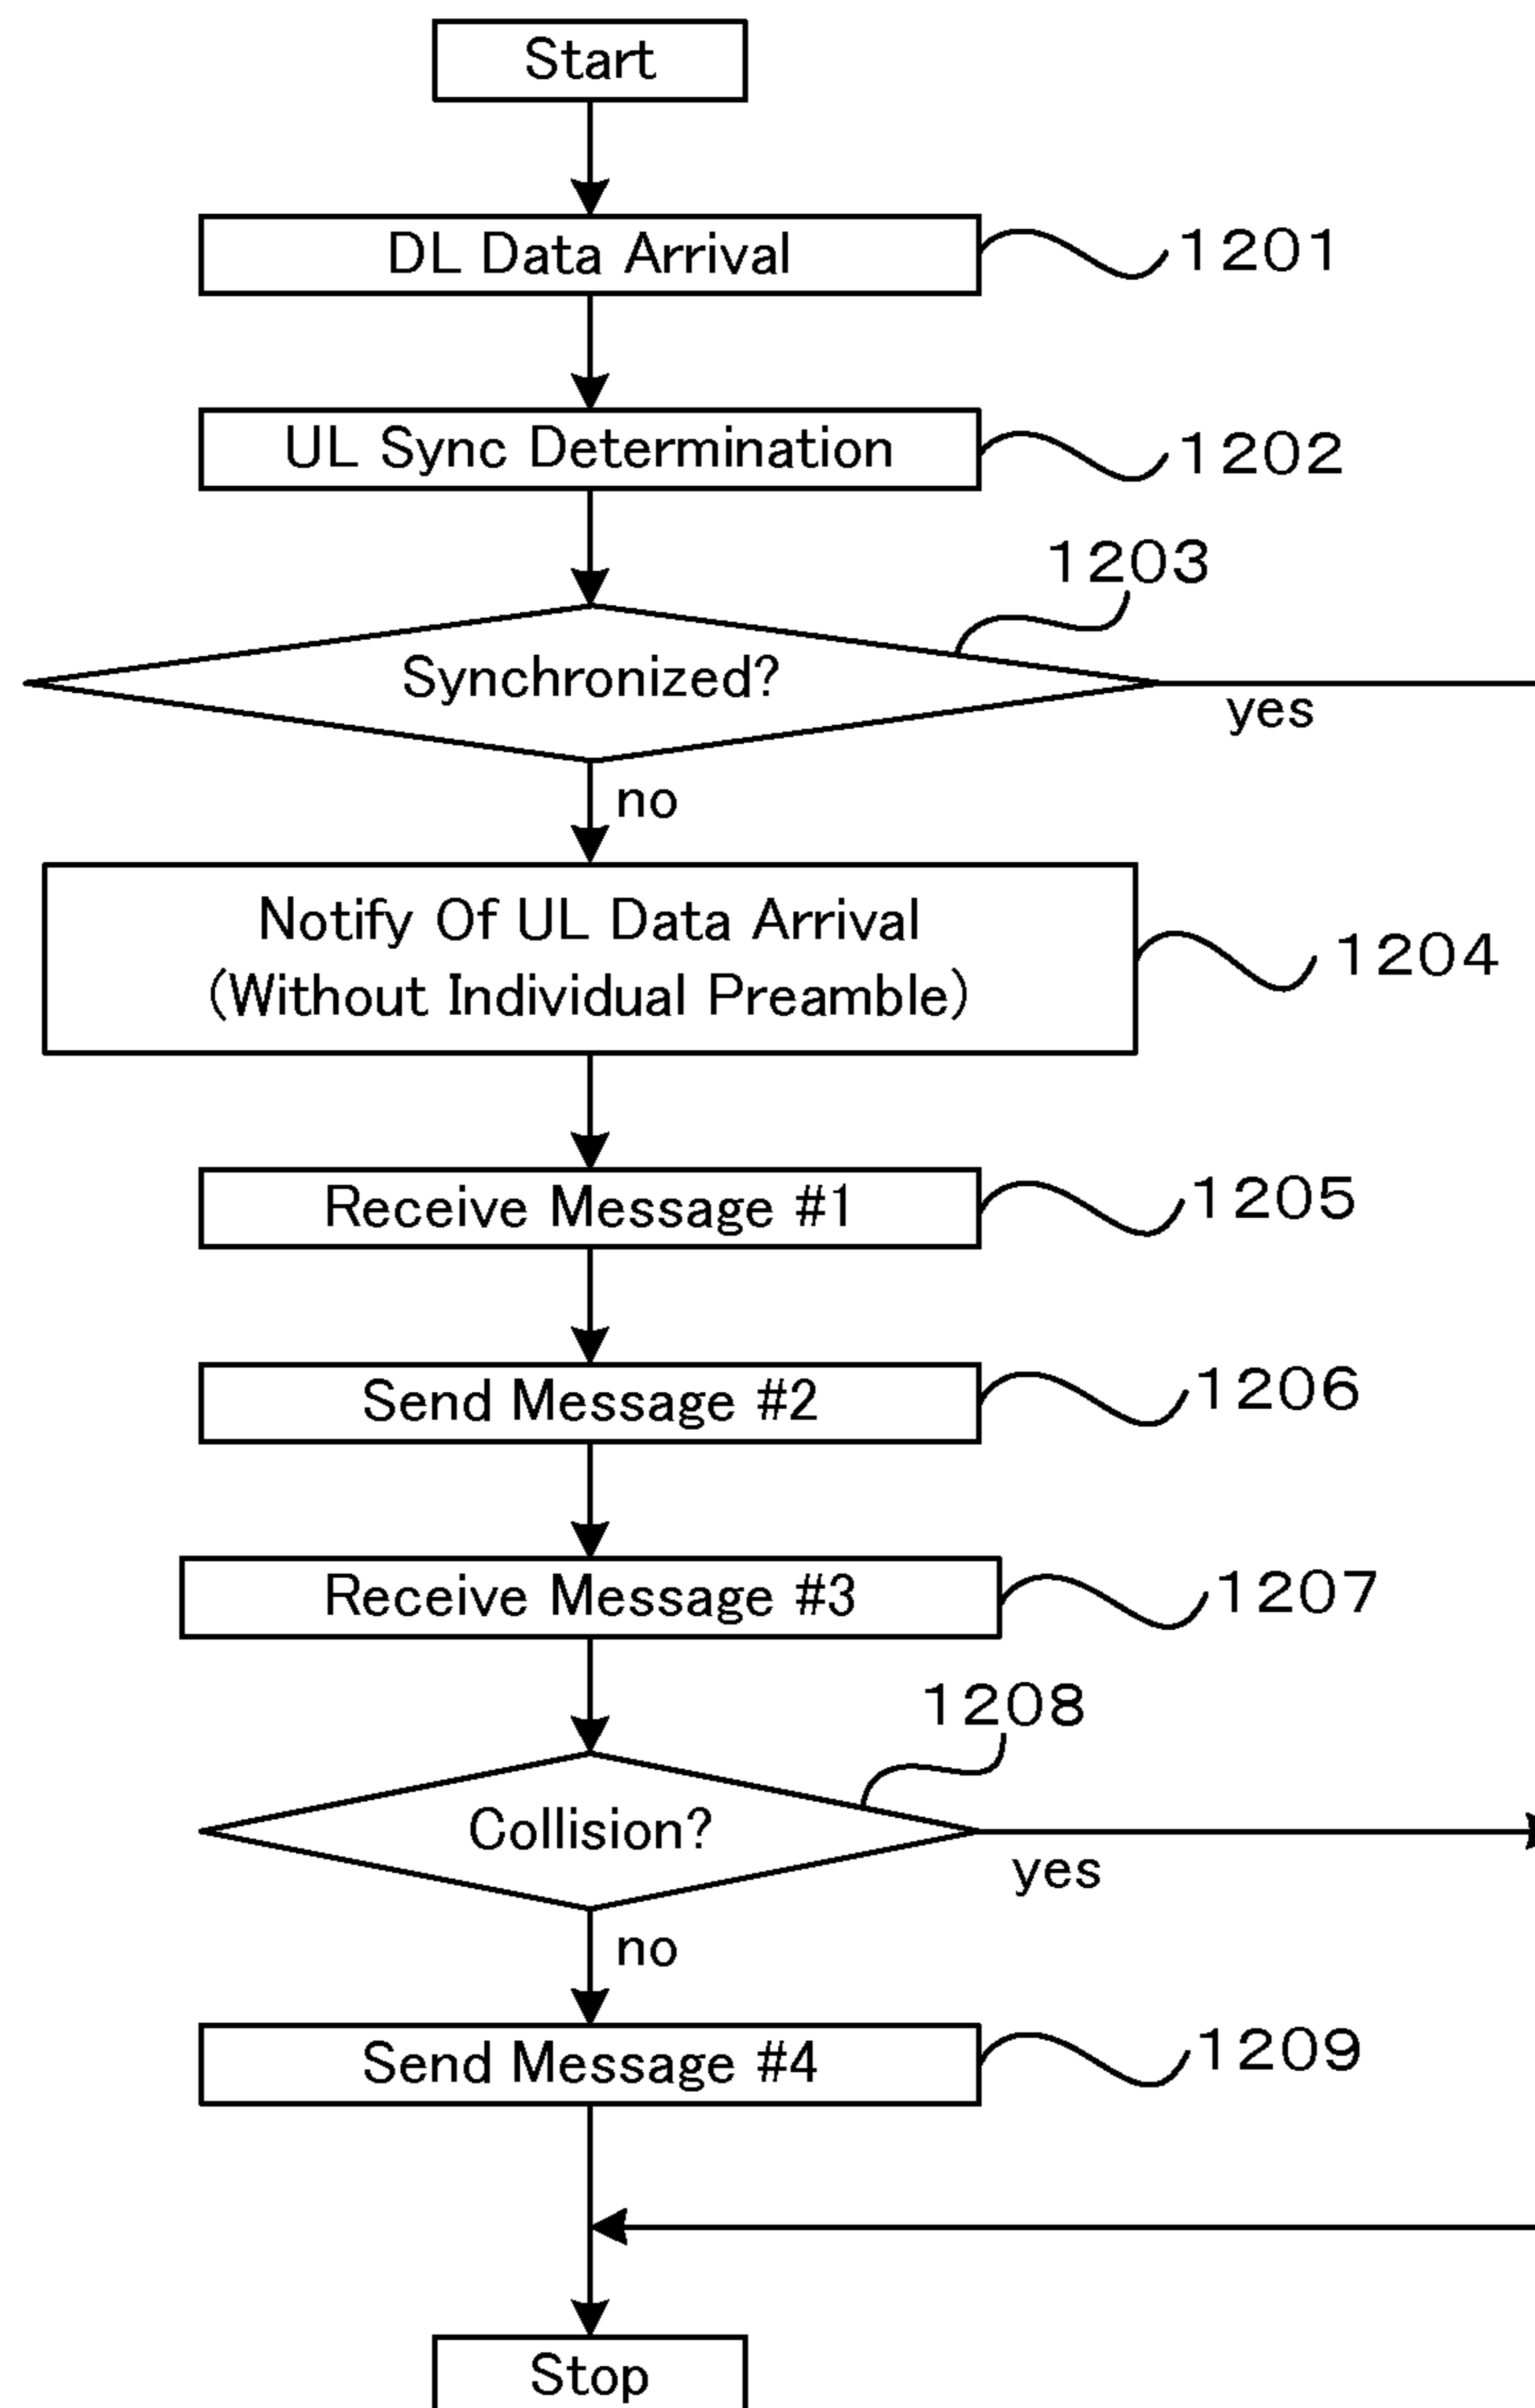 Start
DL Data Arrival
1201
UL Sync Determination
1202
1203
Synchronized?
yes
no
Notify Of UL Data Arrival
(Without Individual Preamble)
1204
Receive Message #1
1205
Send Message #2
1206
Receive Message #3
1207
1208
Collision?
yes
no
Send Message #4
1209
Stop